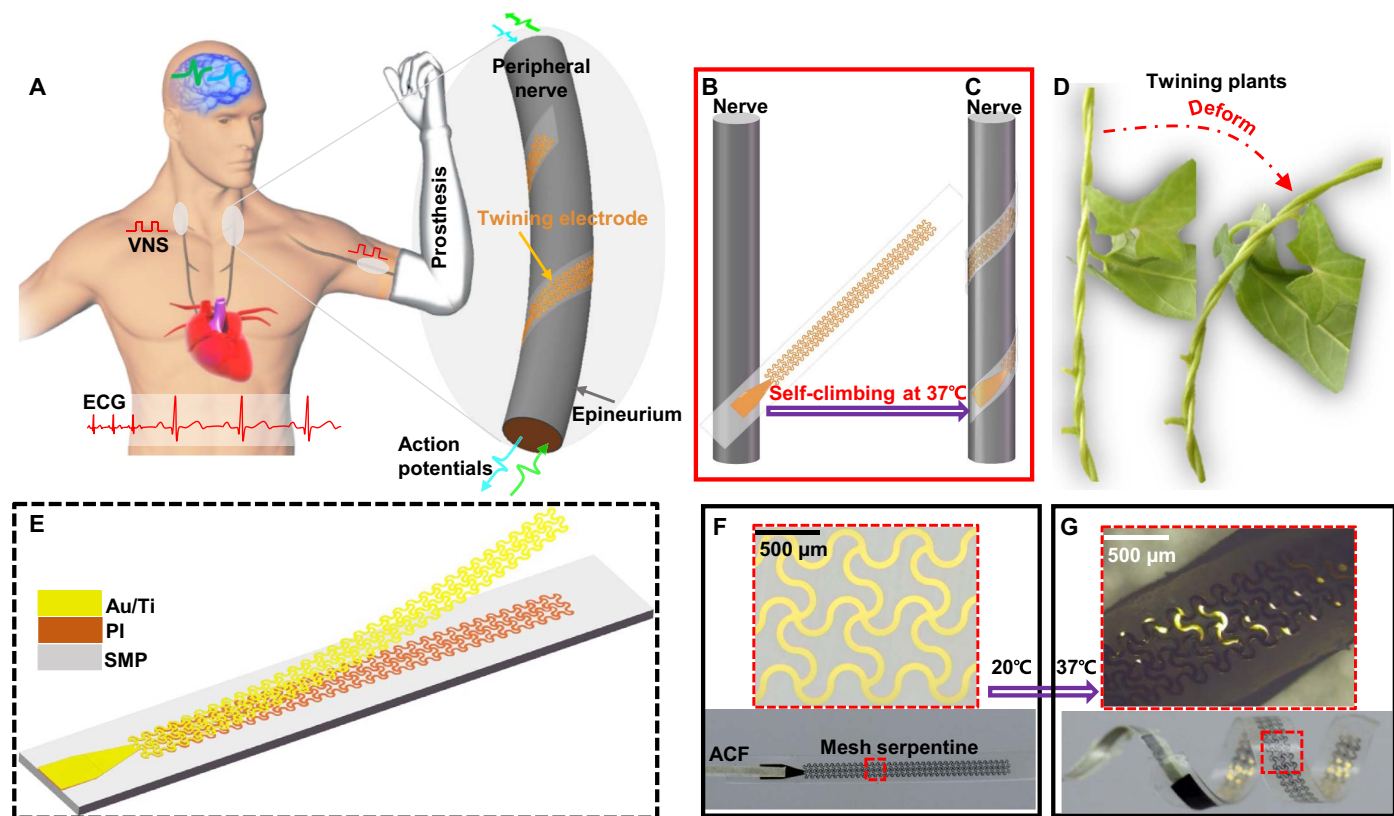 A
Peripheral
nerve
Prosthesis
Twining electrode
VNS
ECG
Epineurium
Action
potentials
B
Nerve
C
Nerve
Self-climbing at 37℃
D
Twining plants
Deform
E
Au/Ti
PI
SMP
F
500 μm
ACF
Mesh serpentine
20℃
37℃
G
500 μm